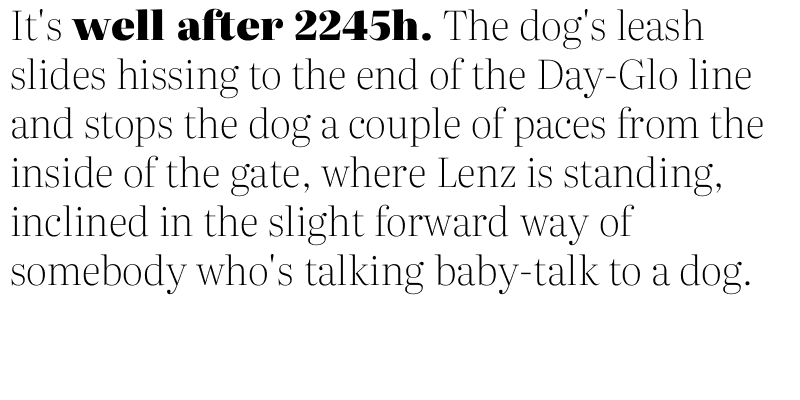 It's well after 2245h. The dog's leash
slides hissing to the end of the Day-Glo line
and stops the dog a couple of paces from the
inside of the gate, where Lenz is standing,
inclined in the slight forward way of
somebody who's talking baby-talk to a dog.